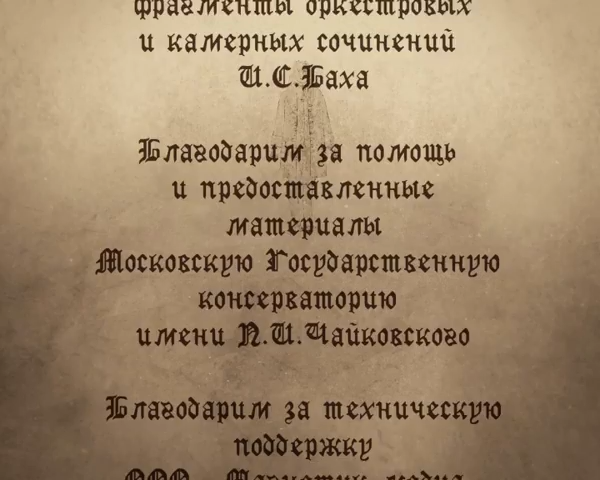 фрагменты оркестровых
и камерных сочинений
И.С.Баха
Благодарим за помощь
и предоставленные
материалы
Московскую Государственную
консерваторию
имени П.И.Чайковского
Благодарим за техническую
поддержку
ООО